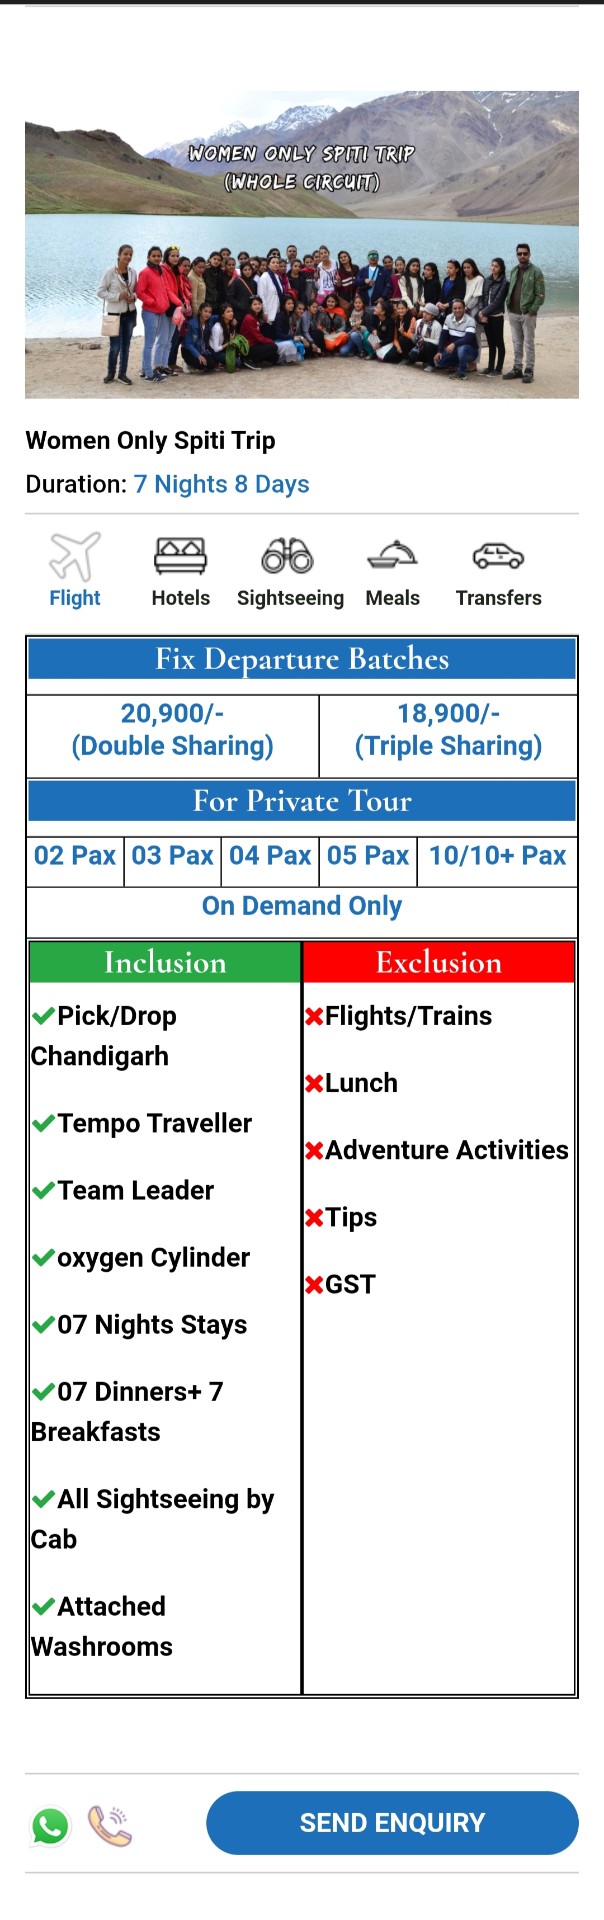 WOMEN ONLY SPITI TRIP
(WHOLE CIRCUIT)
Women Only Spiti Trip
Duration: 7 Nights 8 Days
Flight Hotels Sightseeing Meals Transfers
Fix Departure Batches
20,900/- 18,900/-
(Double Sharing) (Triple Sharing)
For Private Tour
02 Pax 03 Pax 04 Pax 05 Pax 10/10+ Pax
On Demand Only
Inclusion
Pick/Drop
Chandigarh
Tempo Traveller
Team Leader
oxygen Cylinder
07 Nights Stays
07 Dinners+ 7
Breakfasts
All Sightseeing by
Cab
Attached
Washrooms
Exclusion
Flights/Trains
Lunch
Adventure Activities
Tips
GST
SEND ENQUIRY